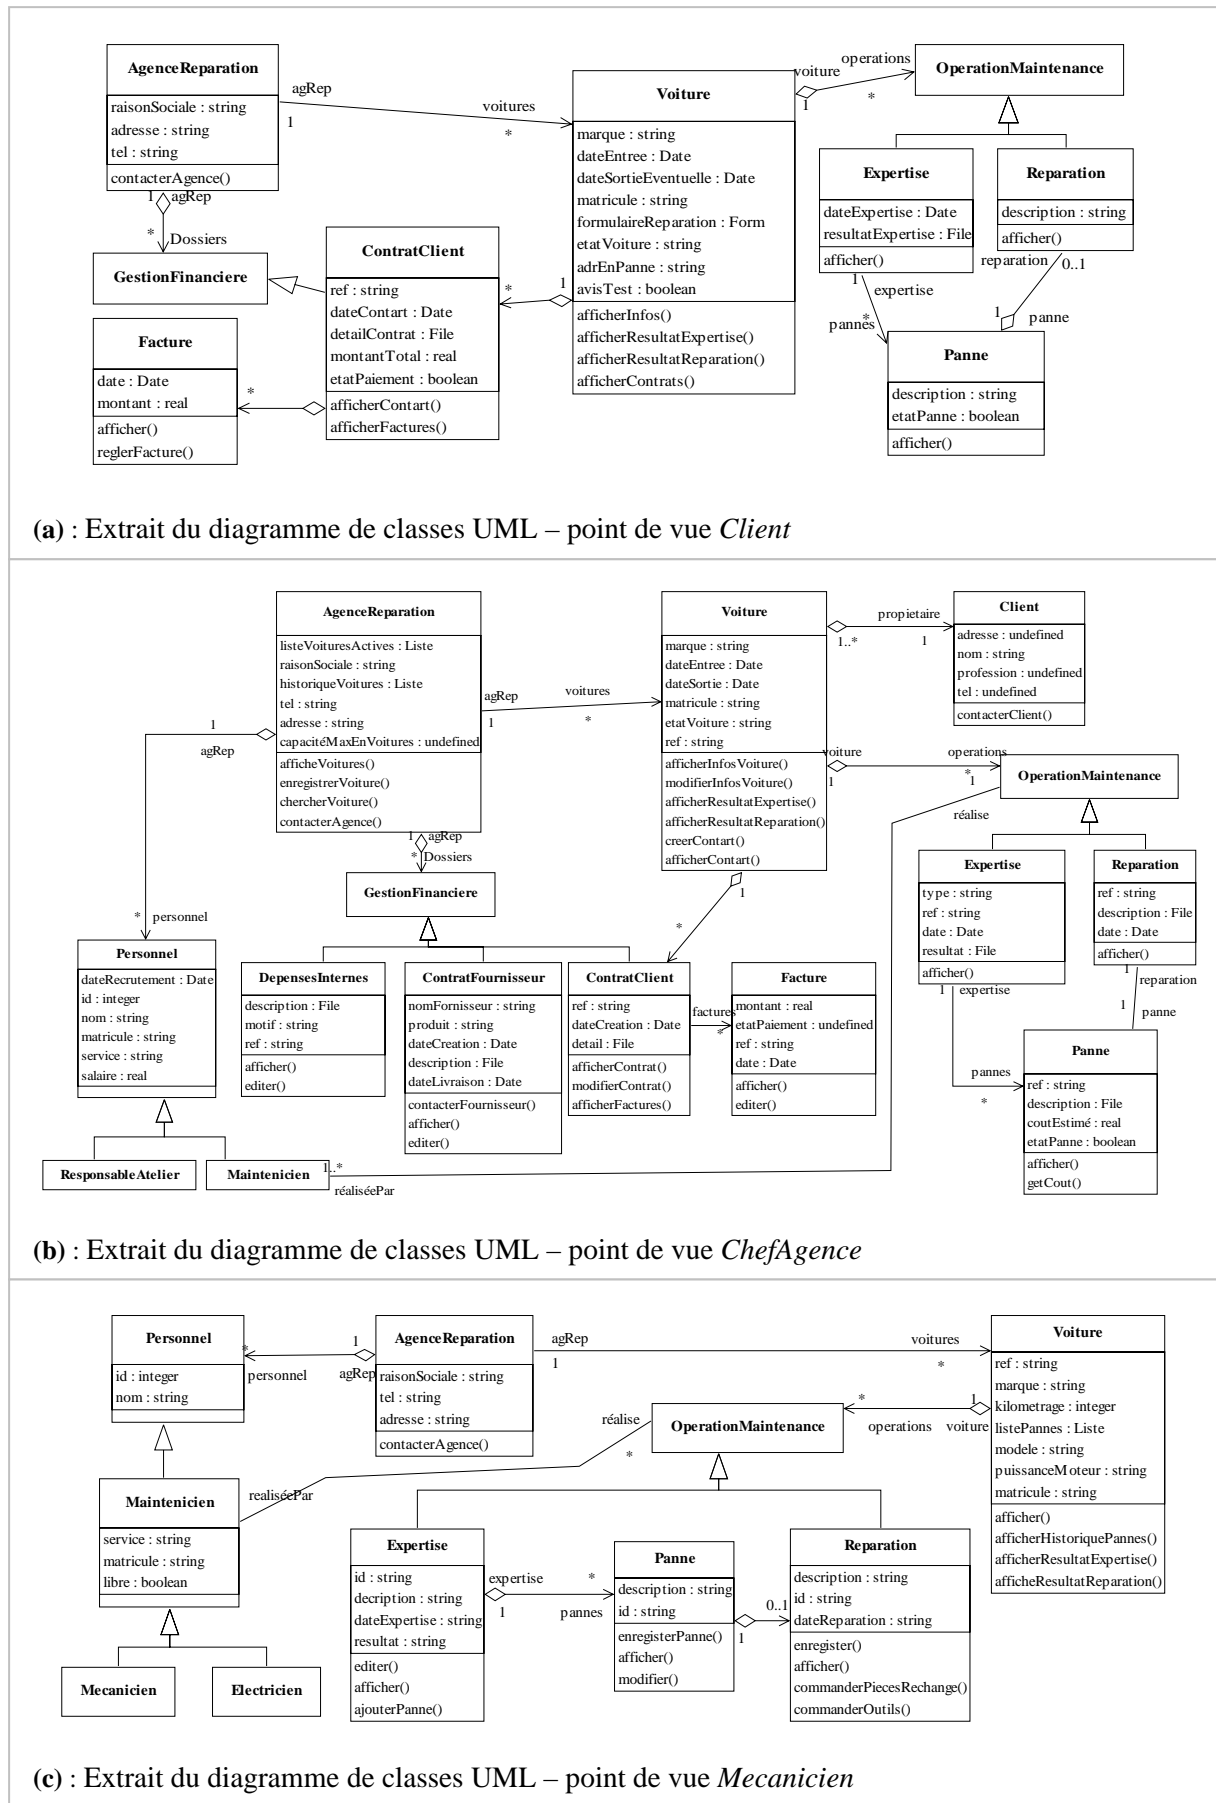 AgenceReparation
raisonSociale : string
adresse : string
tel : string
contacterAgence()
agRep
1
voitures
*
1
agRep
*
Dossiers
GestionFinanciere
Facture
date : Date
montant : real
afficher()
reglerFacture()
*
ContratClient
ref : string
dateContart : Date
detailContrat : File
montantTotal : real
etatPaiement : boolean
afficherContart()
afficherFactures()
*
1
Voiture
marque : string
dateEntree : Date
dateSortieEventuelle : Date
matricule : string
formulaireReparation : Form
etatVoiture : string
adrEnPanne : string
avisTest : boolean
afficherInfos()
afficherResultatExpertise()
afficherResultatReparation()
afficherContrats()
voiture
1
operations
*
OperationMaintenance
Expertise
dateExpertise : Date
resultatExpertise : File
afficher()
Reparation
description : string
afficher()
1
expertise
*
pannes
reparation
0..1
1
panne
Panne
description : string
etatPanne : boolean
afficher()
(a) : Extrait du diagramme de classes UML – point de vue Client
AgenceReparation
listeVoituresActives : Liste
raisonSociale : string
historiqueVoitures : Liste
tel : string
adresse : string
capacitéMaxEnVoitures : undefined
afficheVoitures()
enregistrerVoiture()
chercherVoiture()
contacterAgence()
1
agRep
*
personnel
agRep
1
voitures
*
1
agRep
*
Dossiers
Voiture
marque : string
dateEntree : Date
dateSortie : Date
matricule : string
etatVoiture : string
ref : string
afficherInfosVoiture()
modifierInfosVoiture()
afficherResultatExpertise()
afficherResultatReparation()
creerContart()
afficherContart()
propietaire
1..*
1
Client
adresse : undefined
nom : string
profession : undefined
tel : undefined
contacterClient()
voiture
1
operations
*
1
réalise
OperationMaintenance
Expertise
type : string
ref : string
date : Date
resultat : File
afficher()
Reparation
ref : string
description : File
date : Date
afficher()
1
expertise
pannes
*
1
reparation
1
panne
Panne
ref : string
description : File
coutEstimé : real
etatPanne : boolean
afficher()
getCout()
GestionFinanciere
1
*
Personnel
dateRecrutement : Date
id : integer
nom : string
matricule : string
service : string
salaire : real
DepensesInternes
description : File
motif : string
ref : string
afficher()
editer()
ContratFournisseur
nomFornisseur : string
produit : string
dateCreation : Date
description : File
dateLivraison : Date
contacterFournisseur()
afficher()
editer()
ContratClient
ref : string
dateCreation : Date
detail : File
afficherContrat()
modifierContrat()
afficherFactures()
factures
*
Facture
montant : real
etatPaiement : undefined
ref : string
date : Date
afficher()
editer()
ResponsableAtelier
Maintenicien
1..*
réaliséePar
(b) : Extrait du diagramme de classes UML – point de vue ChefAgence
Personnel
id : integer
nom : string
*
personnel
1
agRep
AgenceReparation
raisonSociale : string
tel : string
adresse : string
contacterAgence()
agRep
1
voitures
*
Voiture
ref : string
marque : string
kilometrage : integer
listePannes : Liste
modele : string
puissanceMoteur : string
matricule : string
afficher()
afficherHistoriquePannes()
afficherResultatExpertise()
afficheResultatReparation()
réalise
*
OperationMaintenance
*
operations
1
voiture
Maintenicien
service : string
matricule : string
libre : boolean
realiséePar
Expertise
id : string
decription : string
dateExpertise : string
resultat : string
editer()
afficher()
ajouterPanne()
expertise
1
*
pannes
Panne
description : string
id : string
enregisterPanne()
afficher()
modifier()
0..1
1
Reparation
description : string
id : string
dateReparation : string
enregister()
afficher()
commanderPiecesRechange()
commanderOutils()
Mecanicien
Electricien
(c) : Extrait du diagramme de classes UML – point de vue Mecanicien